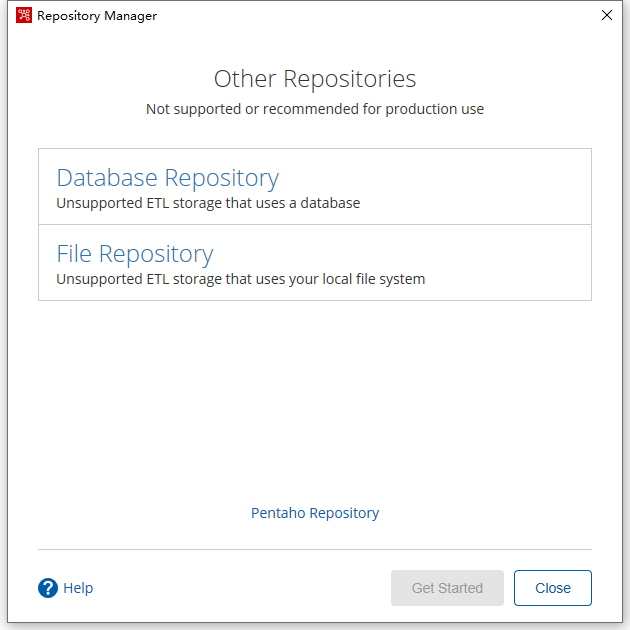 Repository Manager
Other Repositories
Not supported or recommended for production use
Database Repository
Unsupported ETL storage that uses a database
File Repository
Unsupported ETL storage that uses your local file system
Pentaho Repository
? Help
Get Started
Close